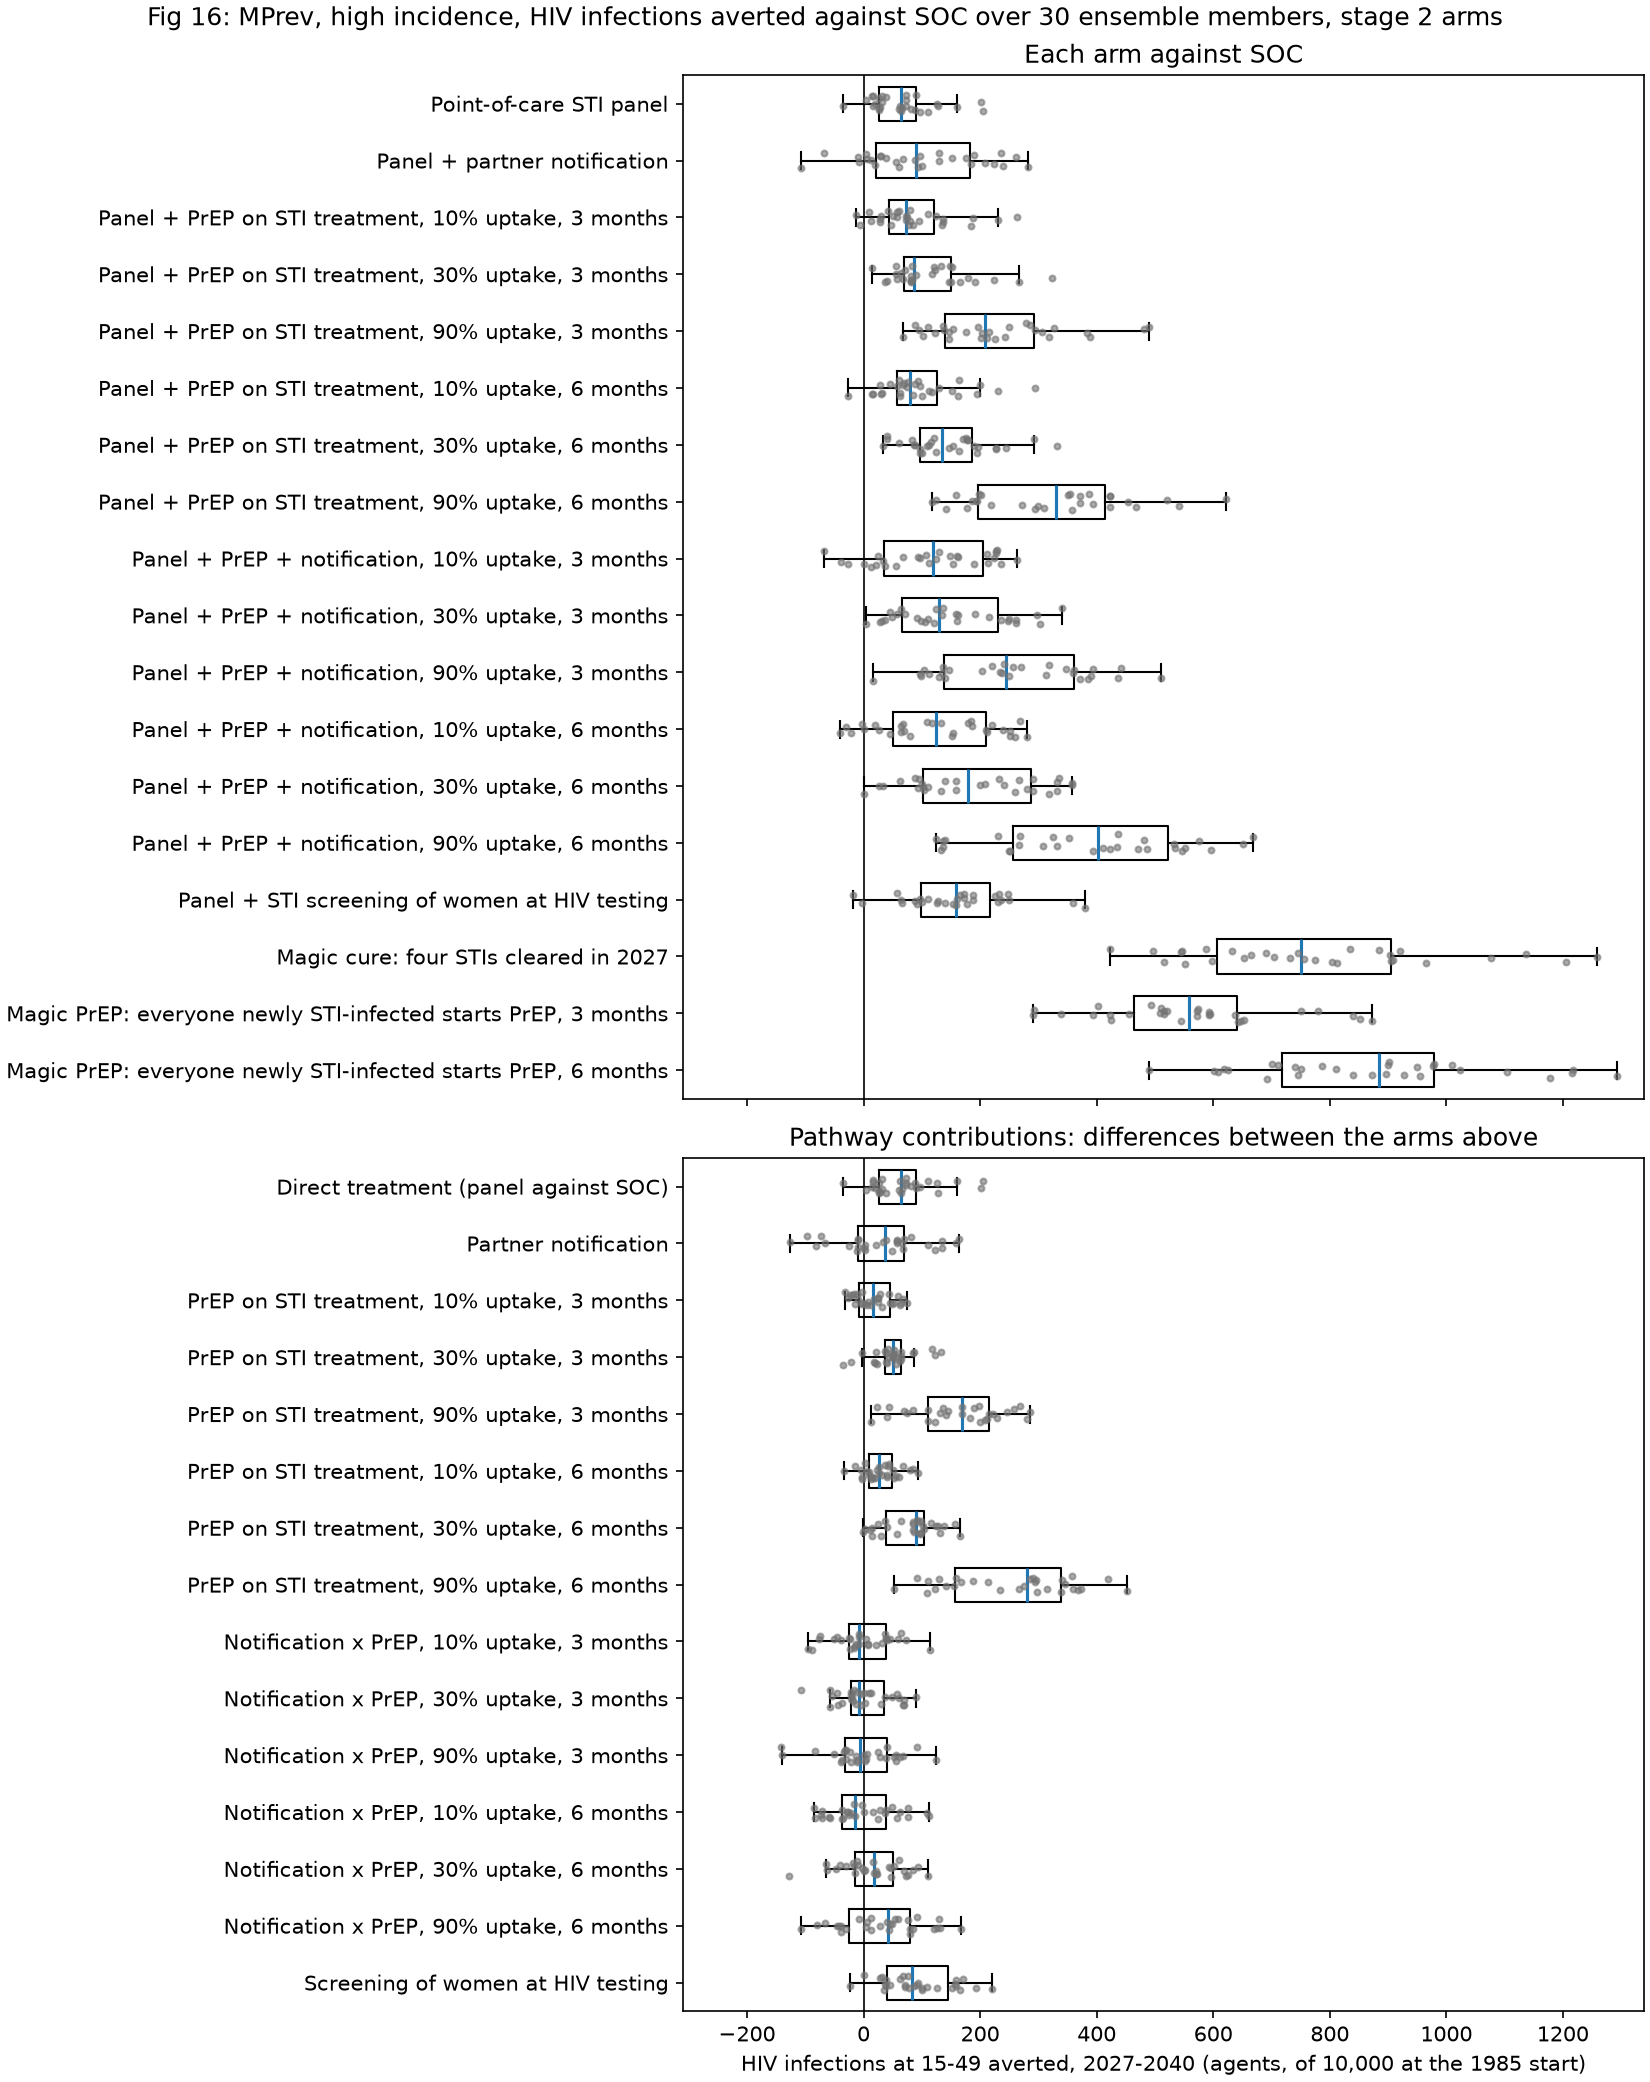 Fig 16: MPrev, high incidence, HIV infections averted against SOC over 30 ensemble members, stage 2 arms
Each arm against SOC
Point-of-care STI panel
Panel + partner notification
Panel + PrEP on STI treatment, 10% uptake, 3 months
Panel + PrEP on STI treatment, 30% uptake, 3 months
Panel + PrEP on STI treatment, 90% uptake, 3 months
Panel + PrEP on STI treatment, 10% uptake, 6 months
Panel + PrEP on STI treatment, 30% uptake, 6 months
Panel + PrEP on STI treatment, 90% uptake, 6 months
Panel + PrEP + notification, 10% uptake, 3 months
Panel + PrEP + notification, 30% uptake, 3 months
Panel + PrEP + notification, 90% uptake, 3 months
Panel + PrEP + notification, 10% uptake, 6 months
Panel + PrEP + notification, 30% uptake, 6 months
Panel + PrEP + notification, 90% uptake, 6 months
Panel + STI screening of women at HIV testing
Magic cure: four STIs cleared in 2027
Magic PrEP: everyone newly STI-infected starts PrEP, 3 months
Magic PrEP: everyone newly STI-infected starts PrEP, 6 months
Pathway contributions: differences between the arms above
Direct treatment (panel against SOC)
Partner notification
PrEP on STI treatment, 10% uptake, 3 months
PrEP on STI treatment, 30% uptake, 3 months
PrEP on STI treatment, 90% uptake, 3 months
PrEP on STI treatment, 10% uptake, 6 months
PrEP on STI treatment, 30% uptake, 6 months
PrEP on STI treatment, 90% uptake, 6 months
Notification x PrEP, 10% uptake, 3 months
Notification x PrEP, 30% uptake, 3 months
Notification x PrEP, 90% uptake, 3 months
Notification x PrEP, 10% uptake, 6 months
Notification x PrEP, 30% uptake, 6 months
Notification x PrEP, 90% uptake, 6 months
Screening of women at HIV testing
−200 0 200 400 600 800 1000 1200
HIV infections at 15-49 averted, 2027-2040 (agents, of 10,000 at the 1985 start)